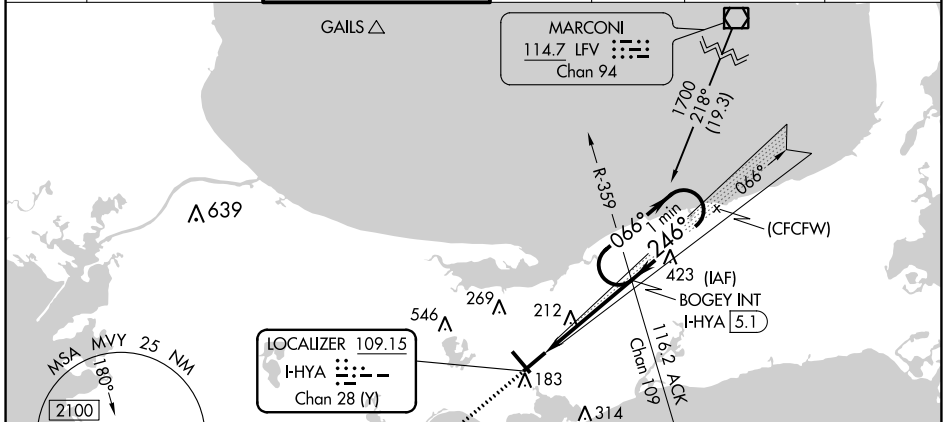 GAILS
MARCONI
114.7 LFV
Chan 94
1700
218°
(19.3)
R-359
066°
639
066°
1 min
246°
(CFCFW)
423
(IAF)
BOGEY INT
I-HYA 5.1
269
212
546
LOCALIZER 109.15
I-HYA
Chan 28 (Y)
183
116.2 ACK
Chan 109
MSA MVY 25 NM
180°
2100
314